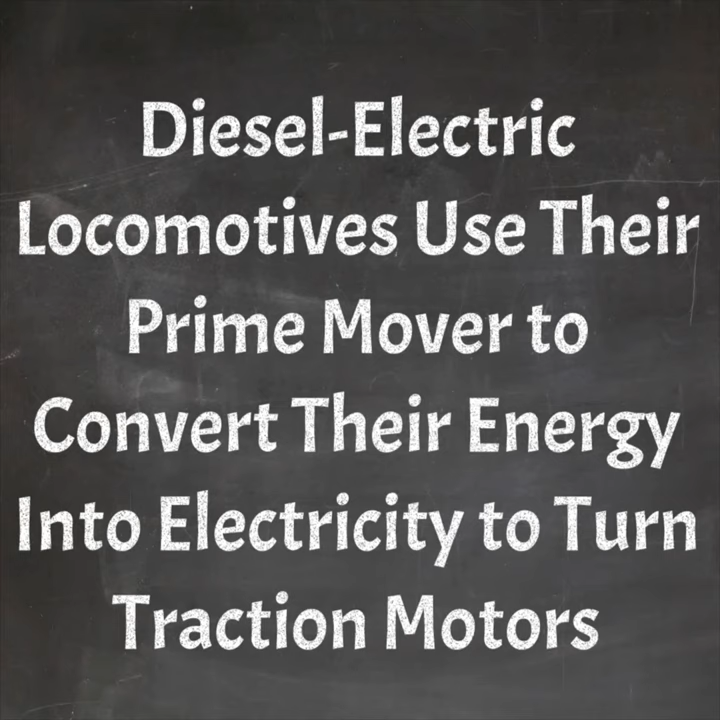 Diesel-Electric
Locomotives Use Their
Prime Mover to
Convert Their Energy
Into Electricity to Turn
Traction Motors